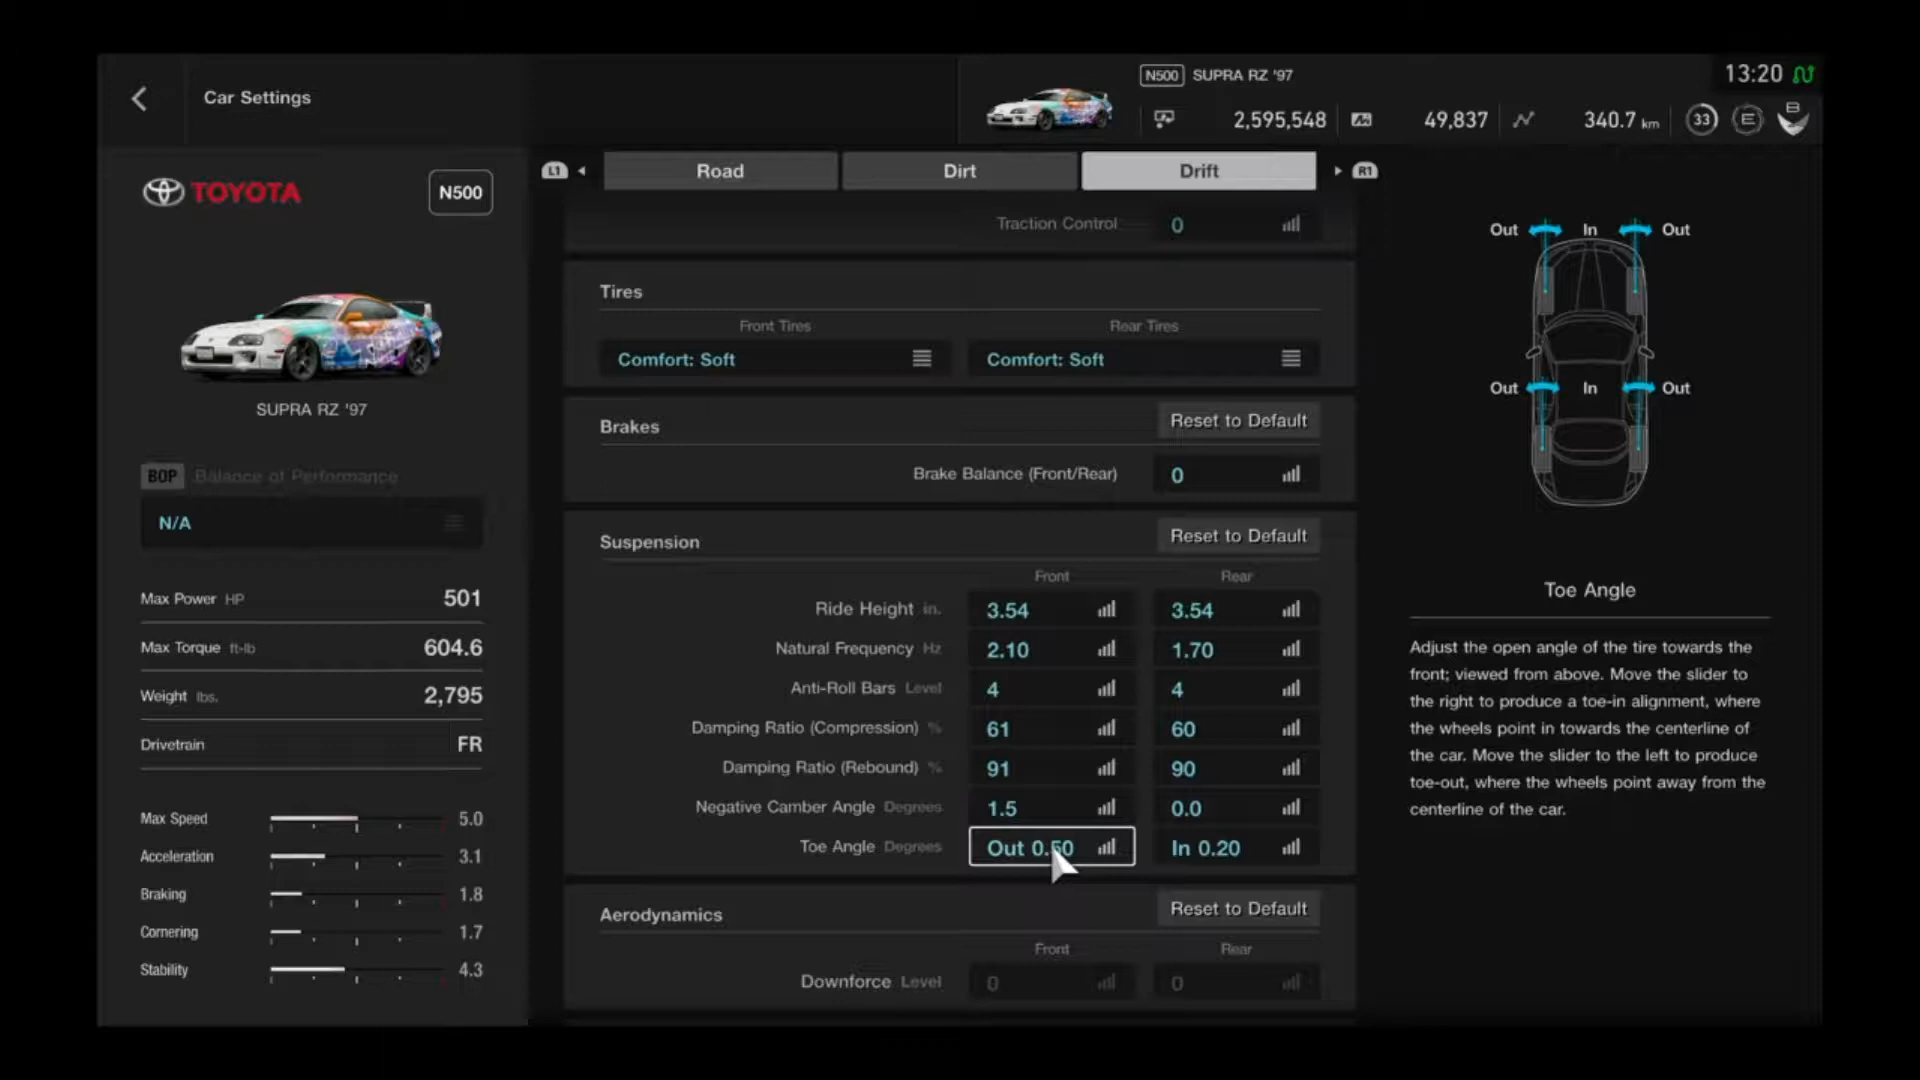 Car Settings
N500 SUPRA RZ '97
13:20
2,595,548 49,837 340.7 km 33 E B
TOYOTA N500
SUPRA RZ '97
BOP Balance of Performance
N/A
Max Power HP 501
Max Torque ft-lb 604.6
Weight lbs. 2,795
Drivetrain FR
Max Speed 5.0
Acceleration 3.1
Braking 1.8
Cornering 1.7
Stability 4.3
L1 Road Dirt Drift R1
Traction Control 0
Tires
Front Tires Rear Tires
Comfort: Soft Comfort: Soft
Brakes Reset to Default
Brake Balance (Front/Rear) 0
Suspension Reset to Default
Front Rear
Ride Height in. 3.54 3.54
Natural Frequency Hz 2.10 1.70
Anti-Roll Bars Level 4 4
Damping Ratio (Compression) % 61 60
Damping Ratio (Rebound) % 91 90
Negative Camber Angle Degrees 1.5 0.0
Toe Angle Degrees Out 0.50 In 0.20
Aerodynamics Reset to Default
Front Rear
Downforce Level 0 0
Out In Out
Out In Out
Toe Angle
Adjust the open angle of the tire towards the
front; viewed from above. Move the slider to
the right to produce a toe-in alignment, where
the wheels point in towards the centerline of
the car. Move the slider to the left to produce
toe-out, where the wheels point away from the
centerline of the car.